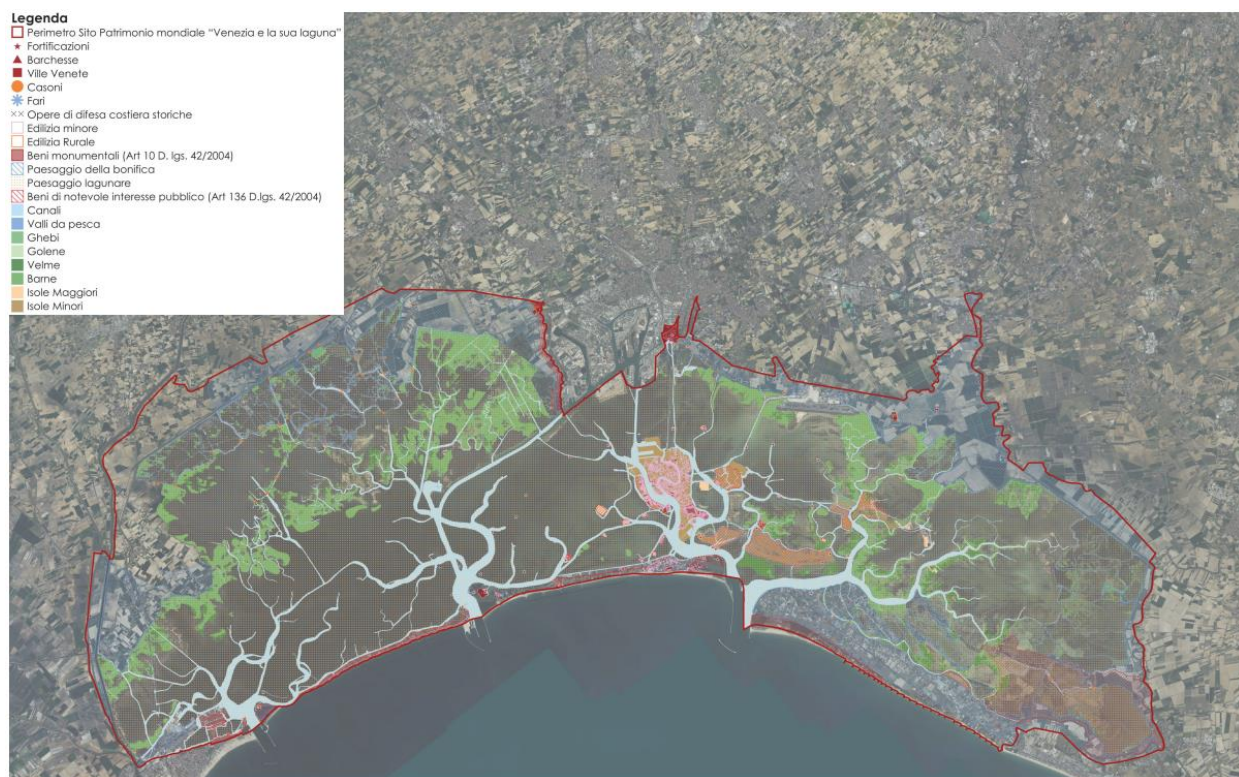 Legenda
Perimetro Sito Patrimonio mondiale “Venezia e la sua laguna”
Fortificazioni
Barchesse
Ville Venete
Casoni
Fari
Opere di difesa costiera storiche
Edilizia minore
Edilizia Rurale
Beni monumentali (Art 10 D. lgs. 42/2004)
Paesaggio della bonifica
Paesaggio lagunare
Beni di notevole interesse pubblico (Art 136 D.lgs. 42/2004)
Canali
Valli da pesca
Ghebi
Golene
Velme
Barne
Isole Maggiori
Isole Minori